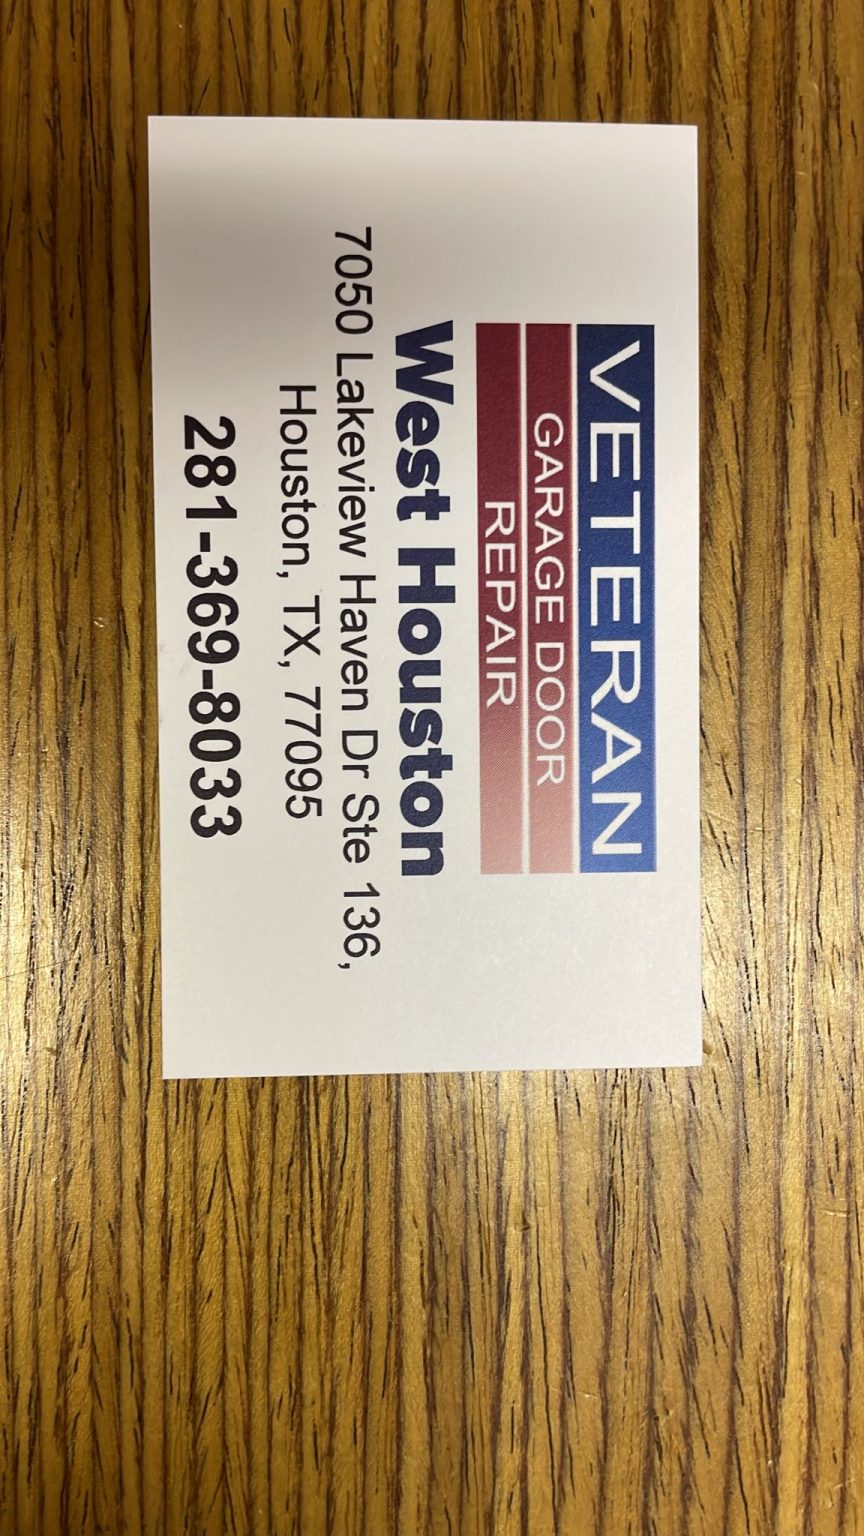 VETERAN
GARAGE DOOR
REPAIR
West Houston
7050 Lakeview Haven Dr Ste 136,
Houston, TX, 77095
281-369-8033